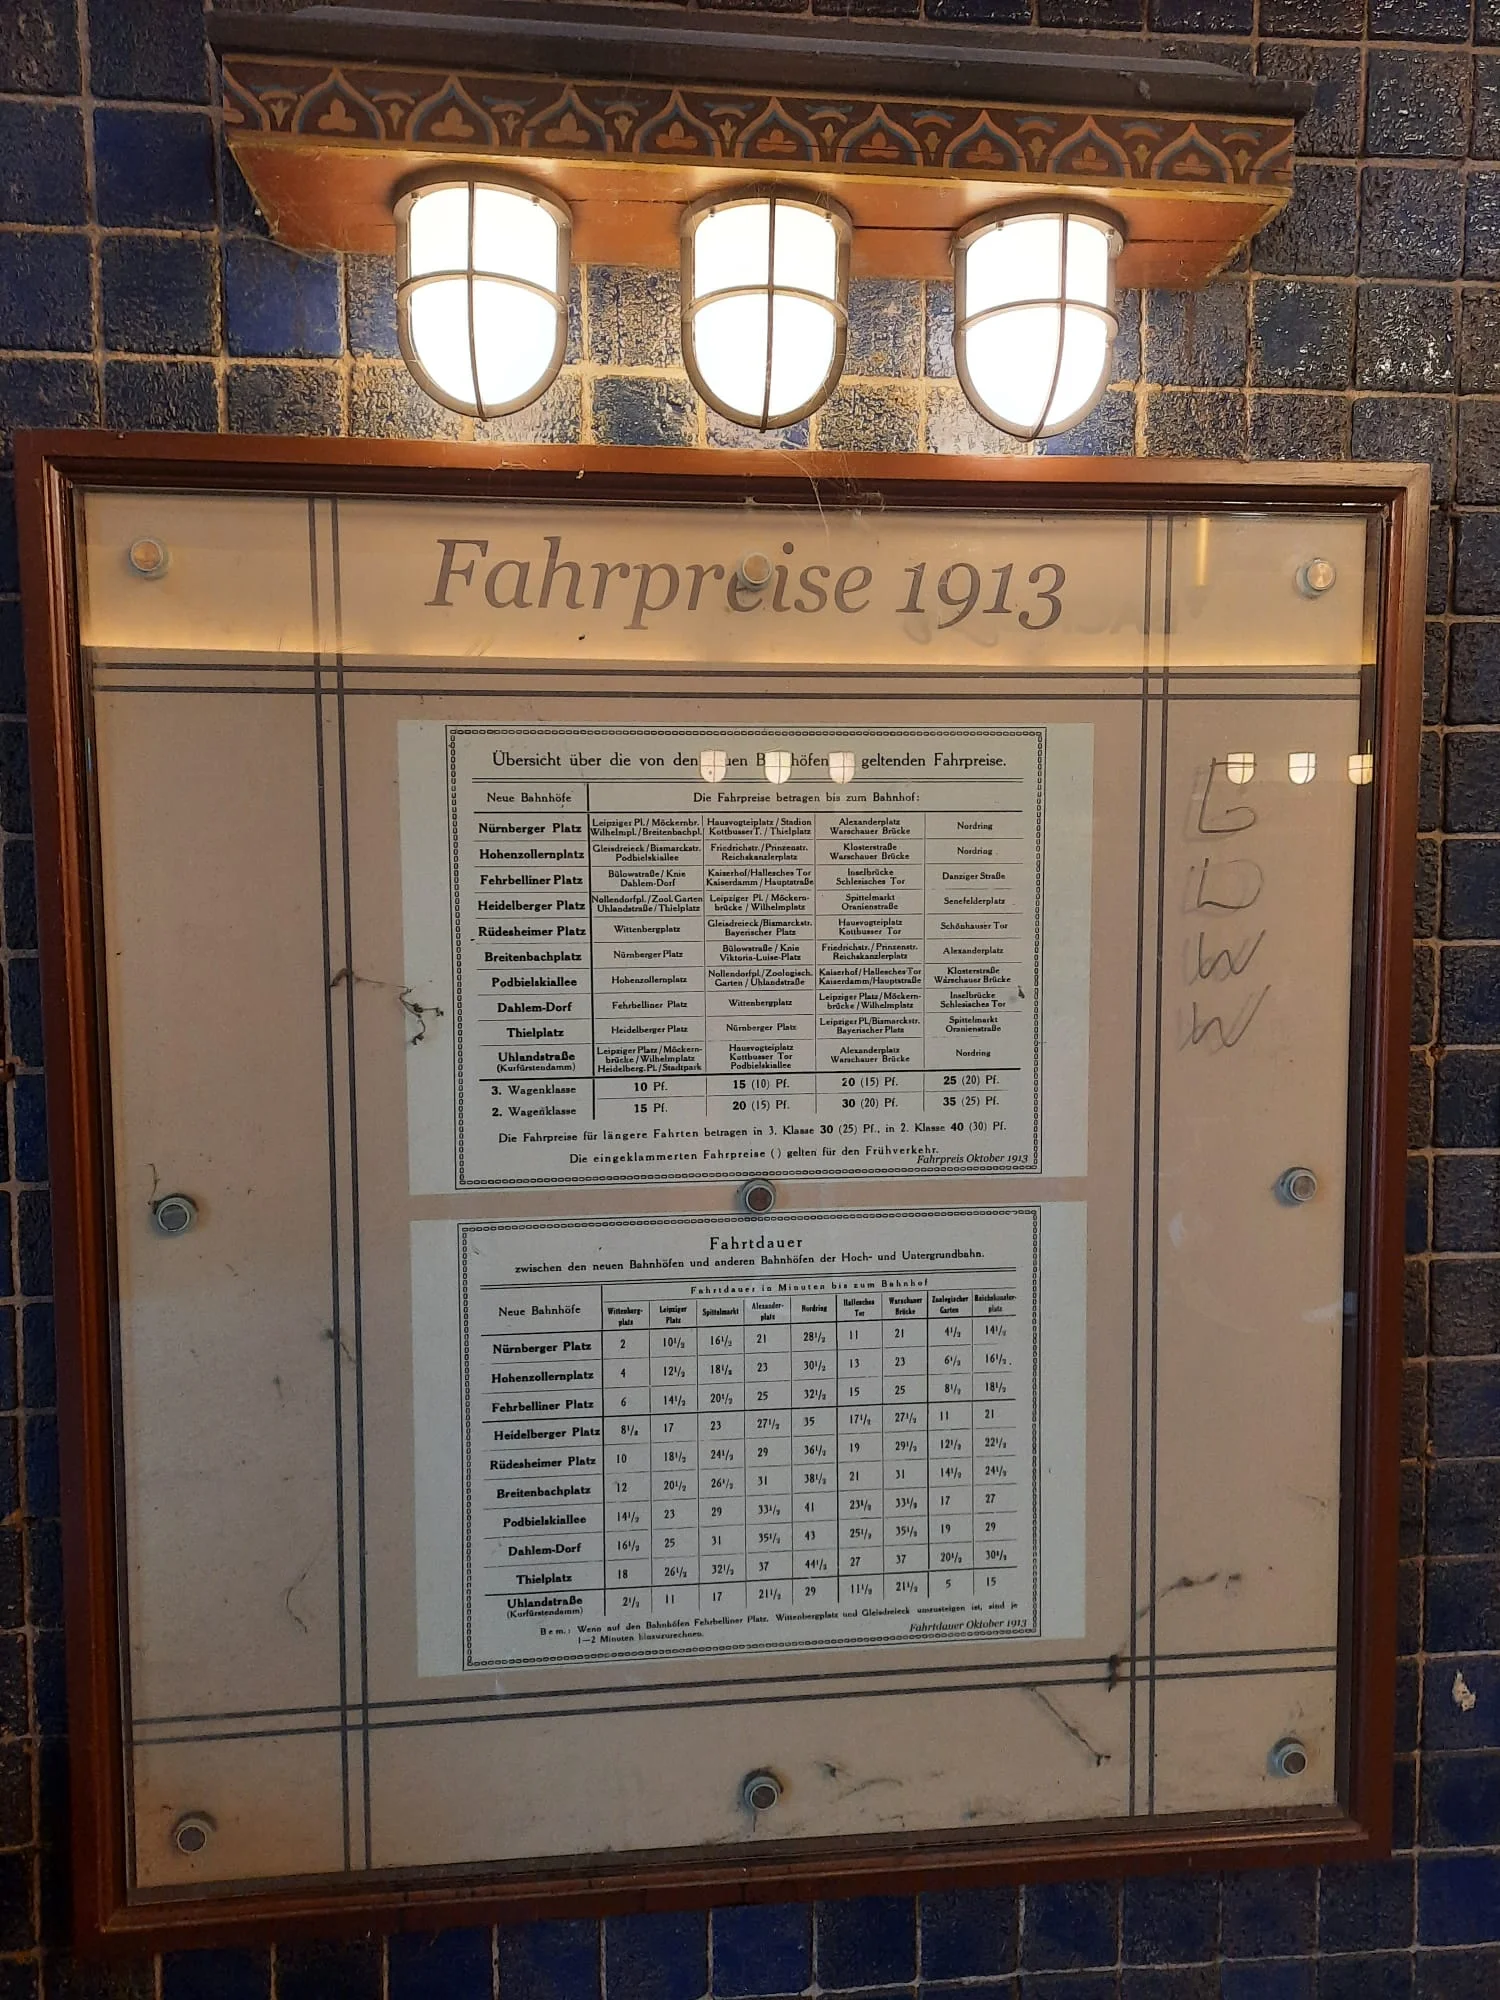 Fahrpreise 1913
Übersicht über die von den neuen Bahnhöfen geltenden Fahrpreise.
Neue Bahnhöfe Die Fahrpreise betragen bis zum Bahnhof:
Nürnberger Platz Leipziger Pl./Möckernbr. Wilhelmpl./Breitenbachpl. Hausvogteiplatz/Stadion Kottbusser T./Thielplatz Alexanderplatz Warschauer Brücke Nordring
Hohenzollernplatz Gleisdreieck/Bismarckstr. Podbielskiallee Friedrichstr./Prinzenstr. Reichskanzlerplatz Klosterstraße Warschauer Brücke Nordring
Fehrbelliner Platz Bülowstraße/Knie Dahlem-Dorf Kaiserhof/Hallesches Tor Kaiserdamm/Hauptstraße Inselbrücke Schlesisches Tor Danziger Straße
Heidelberger Platz Nollendorfpl./Zool. Garten Uhlandstraße/Thielplatz Leipziger Pl./Möckern-brücke/Wilhelmplatz Spittelmarkt Oranienstraße Senefelderplatz
Rüdesheimer Platz Wittenbergplatz Gleisdreieck/Bismarckstr. Bayerischer Platz Hausvogteiplatz Kottbusser Tor Schönhauser Tor
Breitenbachplatz Nürnberger Platz Bülowstraße/Knie Viktoria-Luise-Platz Friedrichstr./Prinzenstr. Reichskanzlerplatz Alexanderplatz
Podbielskiallee Hohenzollernplatz Nollendorfpl./Zoologisch. Garten/Uhlandstraße Kaiserhof/Hallesches Tor Kaiserdamm/Hauptstraße Klosterstraße Warschauer Brücke
Dahlem-Dorf Fehrbelliner Platz Wittenbergplatz Leipziger Platz/Möckern-brücke/Wilhelmplatz Inselbrücke Schlesisches Tor
Thielplatz Heidelberger Platz Nürnberger Platz Leipziger Pl./Bismarckstr. Bayerischer Platz Spittelmarkt Oranienstraße
Uhlandstraße (Kurfürstendamm) Leipziger Platz/Möckern-brücke/Wilhelmplatz Heidelberg. Pl./Stadtpark Hausvogteiplatz Kottbusser Tor Podbielskiallee Alexanderplatz Warschauer Brücke Nordring
3. Wagenklasse 10 Pf. 15 (10) Pf. 20 (15) Pf. 25 (20) Pf.
2. Wagenklasse 15 Pf. 20 (15) Pf. 30 (20) Pf. 35 (25) Pf.
Die Fahrpreise für längere Fahrten betragen in 3. Klasse 30 (25) Pf., in 2. Klasse 40 (30) Pf.
Die eingeklammerten Fahrpreise () gelten für den Frühverkehr.
Fahrpreis Oktober 1913
Fahrtdauer
zwischen den neuen Bahnhöfen und anderen Bahnhöfen der Hoch- und Untergrundbahn.
Neue Bahnhöfe Fahrtdauer in Minuten bis zum Bahnhof
Wittenberg-platz Leipziger Platz Spittelmarkt Alexander-platz Nordring Hallesches Tor Warschauer Brücke Zoologischer Garten Reichskanzler-platz
Nürnberger Platz 2 10½ 16½ 21 28½ 11 21 4½ 14½
Hohenzollernplatz 4 12½ 18½ 23 30½ 13 23 6½ 16½
Fehrbelliner Platz 6 14½ 20½ 25 32½ 15 25 8½ 18½
Heidelberger Platz 8½ 17 23 27½ 35 17½ 27½ 11 21
Rüdesheimer Platz 10 18½ 24½ 29 36½ 19 29½ 12½ 22½
Breitenbachplatz 12 20½ 26½ 31 38½ 21 31 14½ 24½
Podbielskiallee 14½ 23 29 33½ 41 23½ 33½ 17 27
Dahlem-Dorf 16½ 25 31 35½ 43 25½ 35½ 19 29
Thielplatz 18 26½ 32½ 37 44½ 27 37 20½ 30½
Uhlandstraße (Kurfürstendamm) 2½ 11 17 21½ 29 11½ 21½ 5 15
Bem.: Wenn auf den Bahnhöfen Fehrbelliner Platz, Wittenbergplatz und Gleisdreieck umzusteigen ist, sind je
1—2 Minuten hinzuzurechnen.
Fahrtdauer Oktober 1913